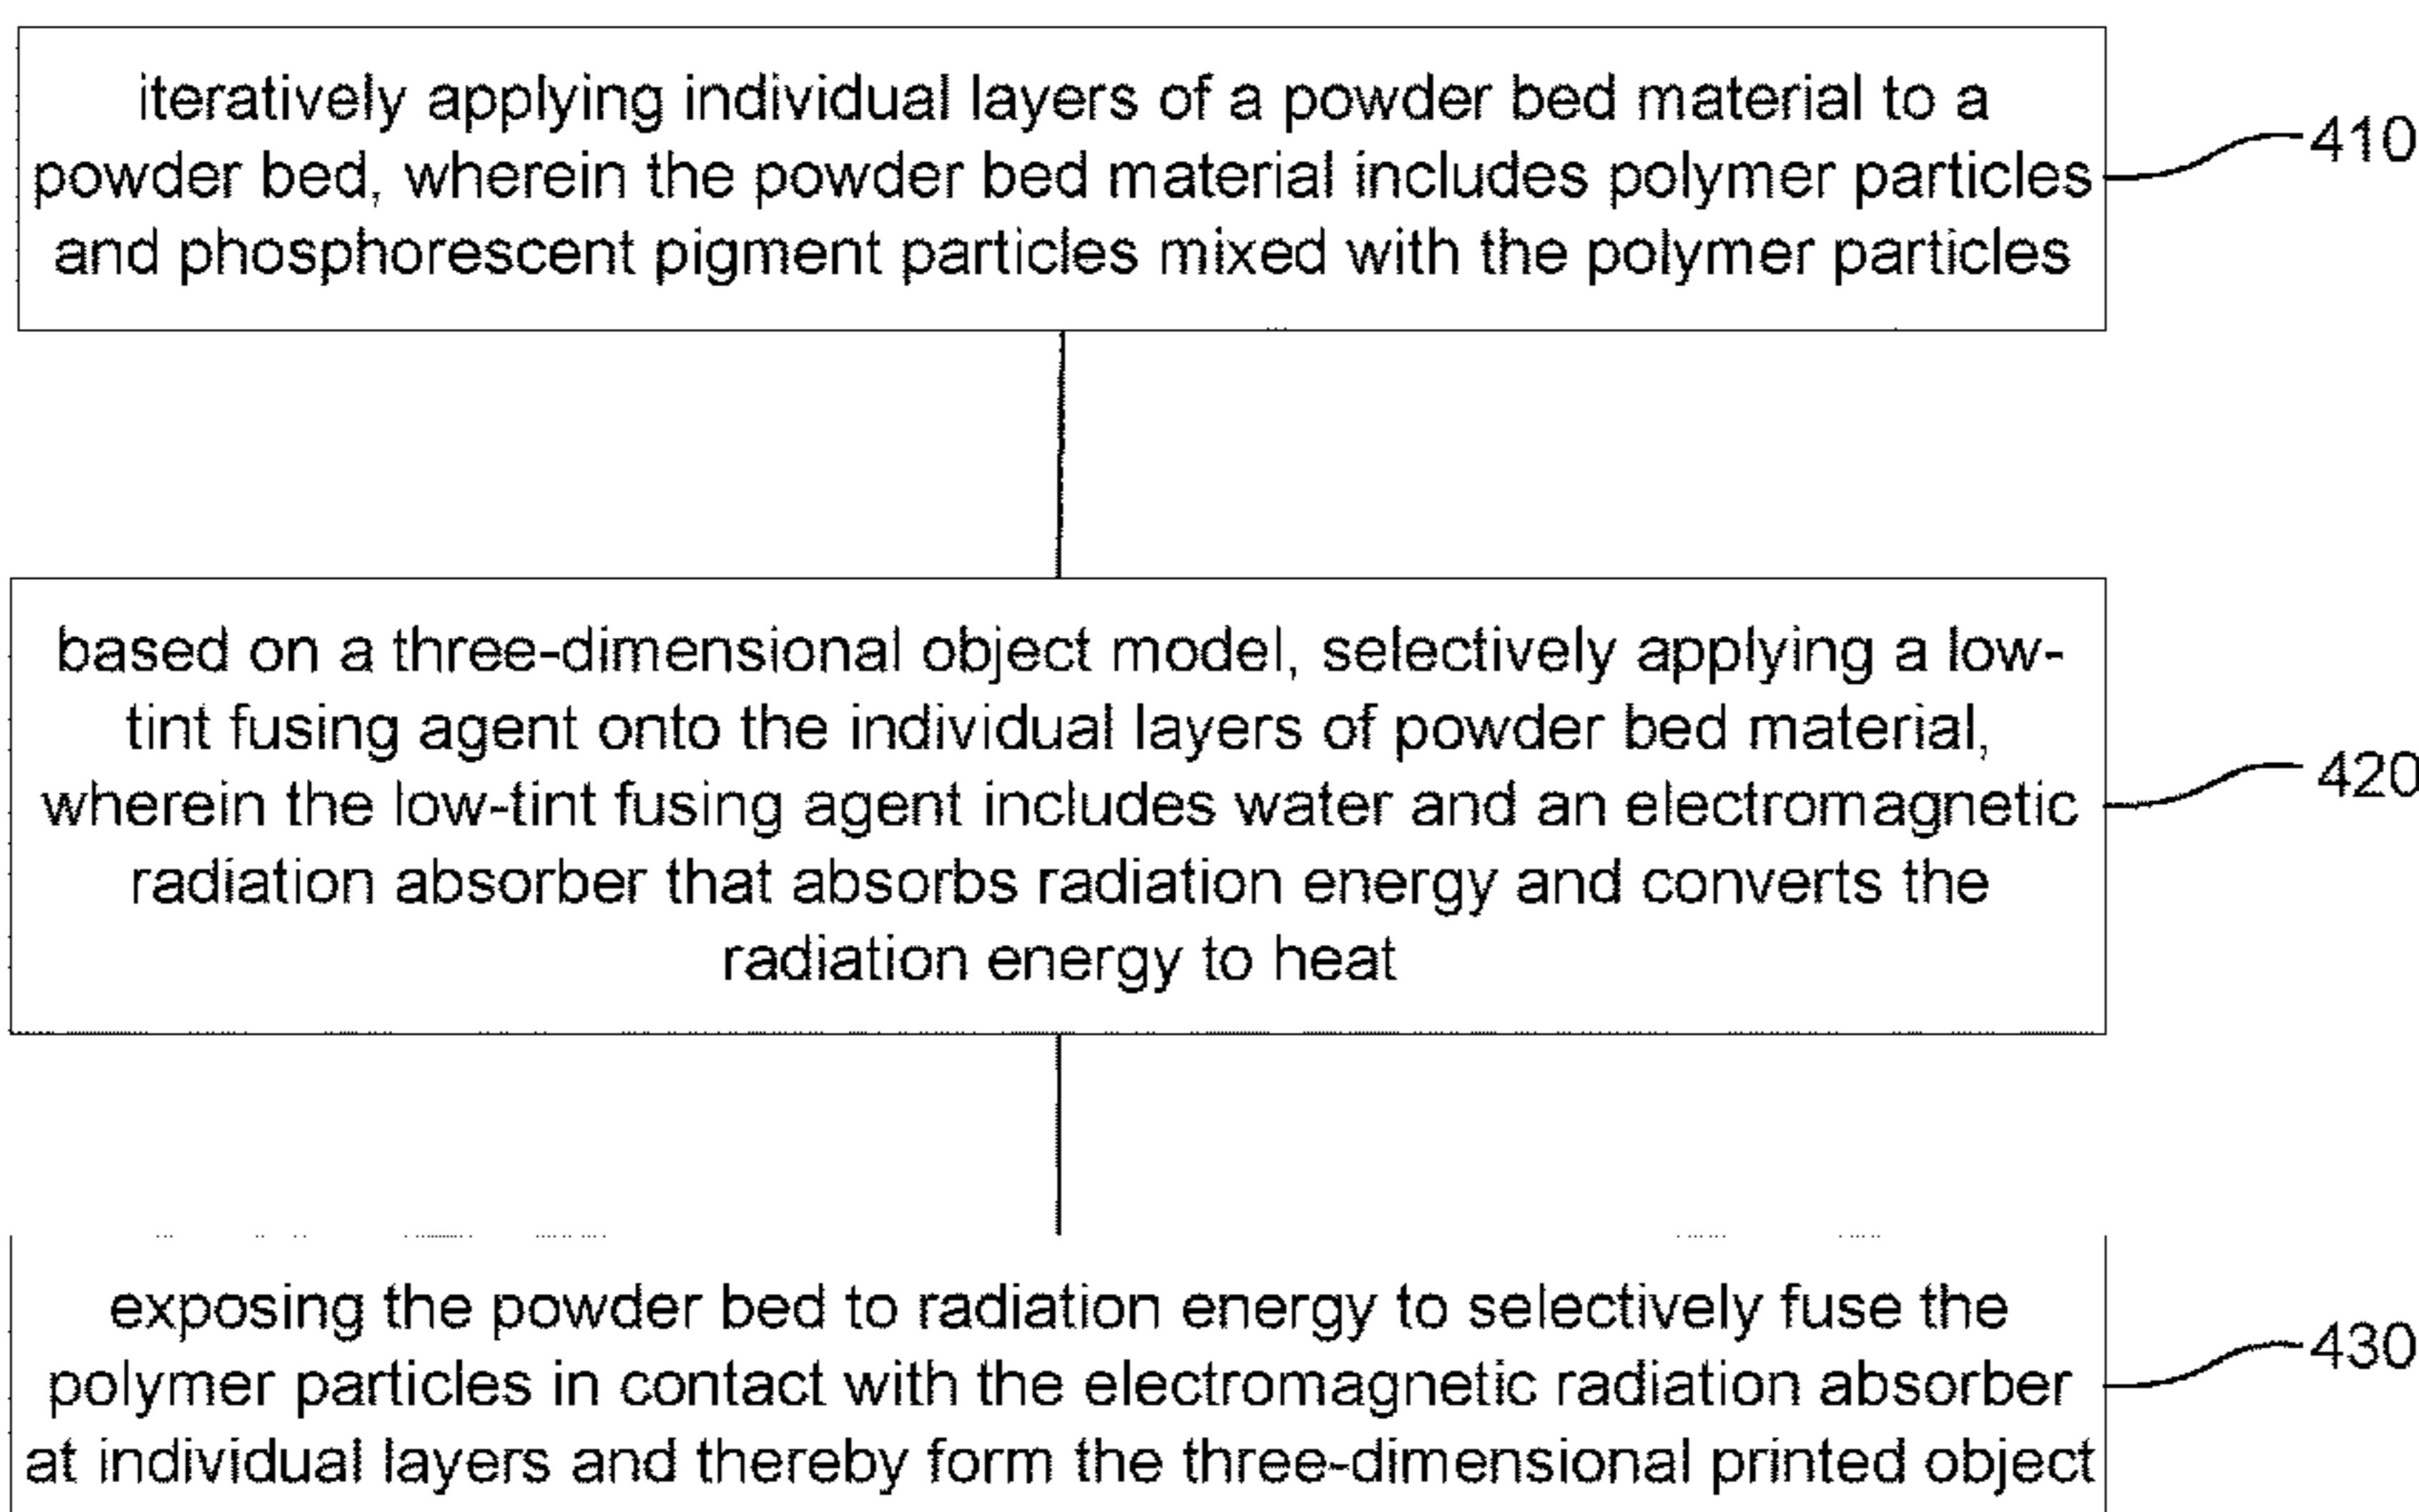 iteratively applying individual layers of a powder bed material to a
powder bed, wherein the powder bed material includes polymer particles
and phosphorescent pigment particles mixed with the polymer particles
410
based on a three-dimensional object model, selectively applying a low-
tint fusing agent onto the individual layers of powder bed material,
wherein the low-tint fusing agent includes water and an electromagnetic
radiation absorber that absorbs radiation energy and converts the
radiation energy to heat
420
exposing the powder bed to radiation energy to selectively fuse the
polymer particles in contact with the electromagnetic radiation absorber
at individual layers and thereby form the three-dimensional printed object
430